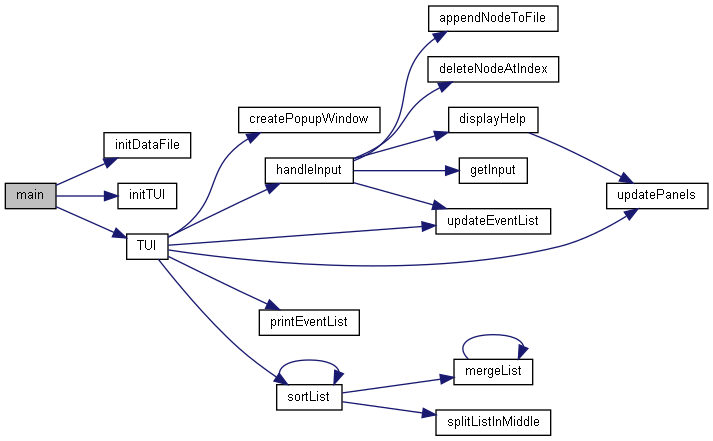 appendNodeToFile
deleteNodeAtIndex
createPopupWindow
displayHelp
initDataFile
handleInput
getInput
main
initTUI
updatePanels
updateEventList
TUI
printEventList
mergeList
sortList
splitListInMiddle